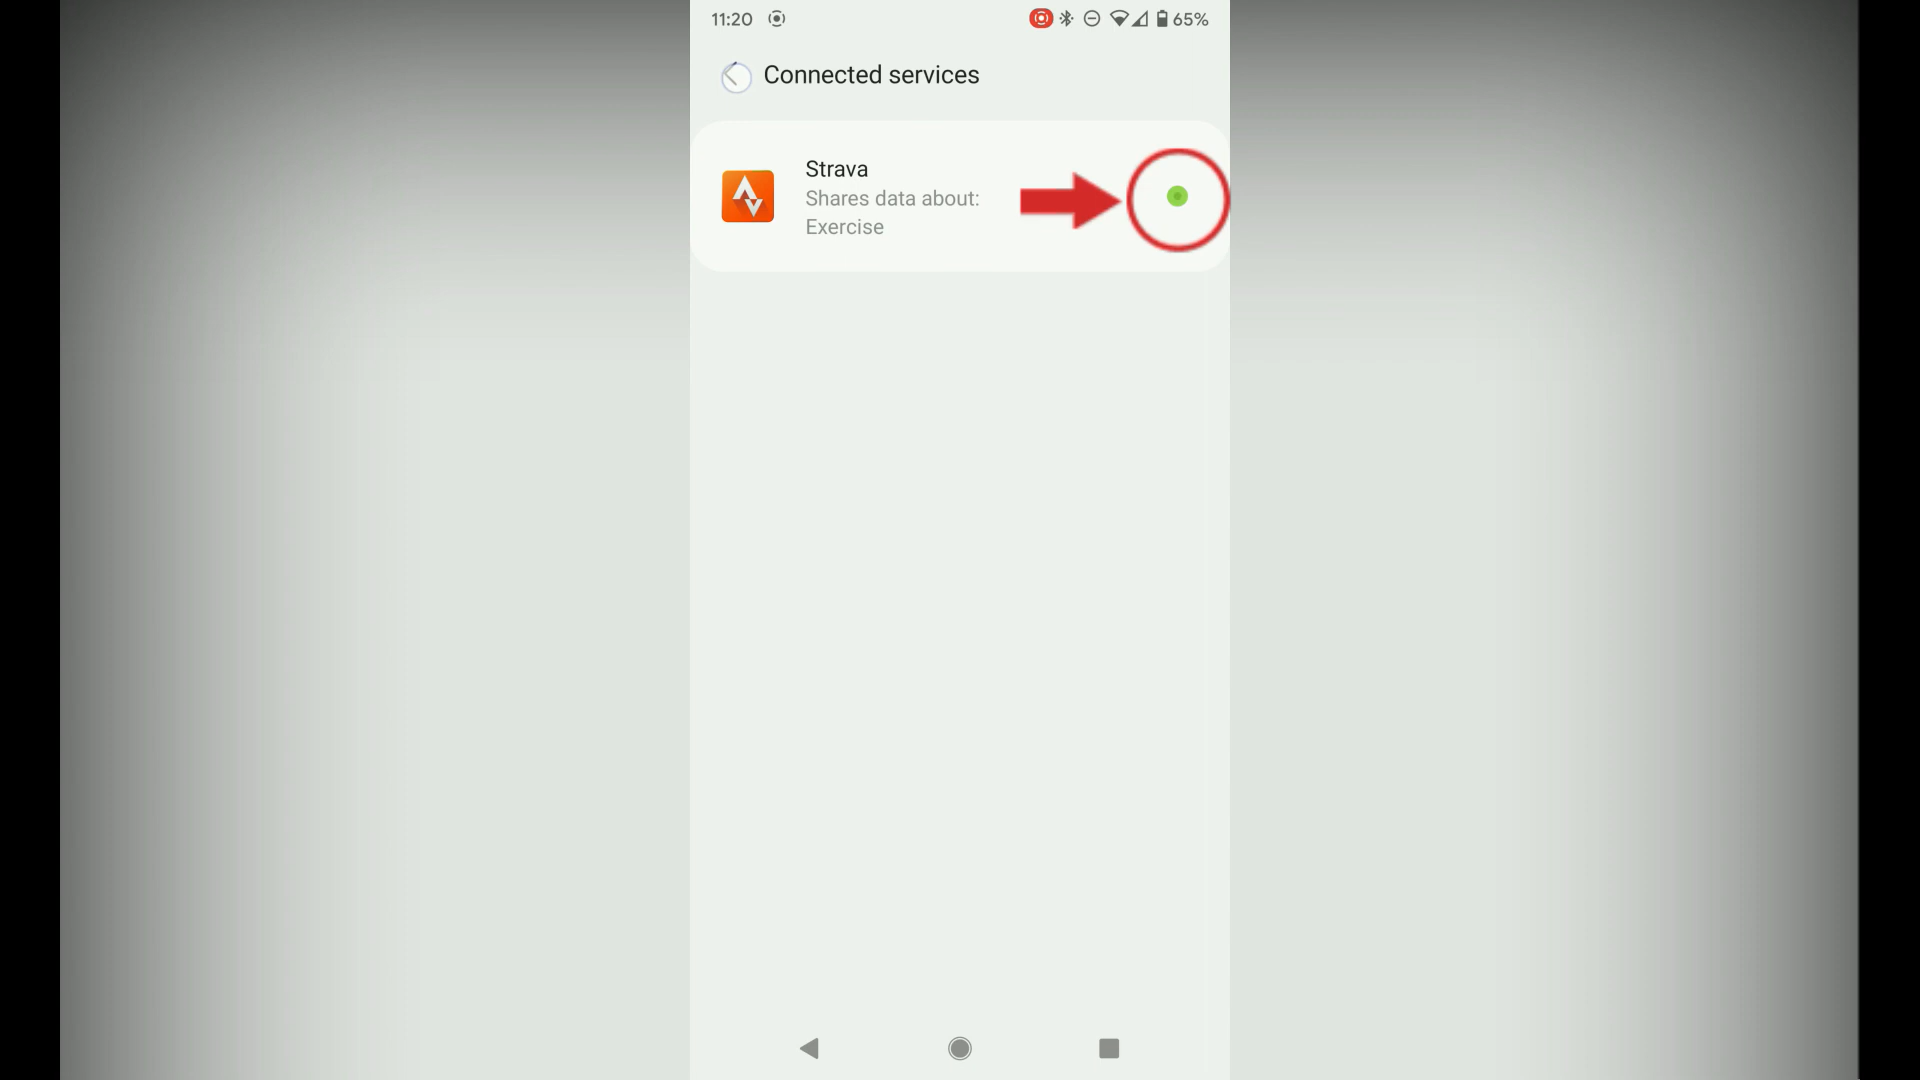 11:20
65%
Connected services
Strava
Shares data about:
Exercise